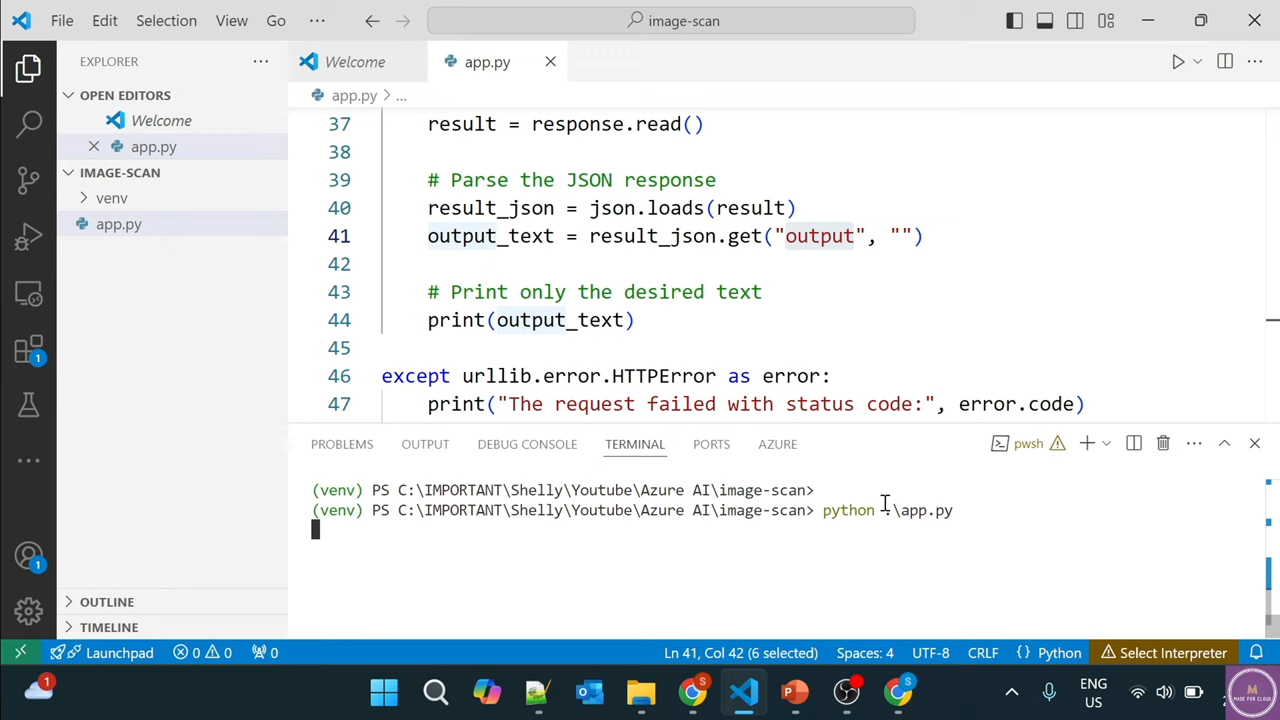 File Edit Selection View Go ··· image-scan
EXPLORER ···
Welcome app.py
OPEN EDITORS
Welcome
app.py
IMAGE-SCAN
venv
app.py
app.py > ...
37 result = response.read()
38
39 # Parse the JSON response
40 result_json = json.loads(result)
41 output_text = result_json.get("output", "")
42
43 # Print only the desired text
44 print(output_text)
45
46 except urllib.error.HTTPError as error:
47 print("The request failed with status code:", error.code)
PROBLEMS OUTPUT DEBUG CONSOLE TERMINAL PORTS AZURE pwsh
(venv) PS C:\IMPORTANT\Shelly\Youtube\Azure AI\image-scan>
(venv) PS C:\IMPORTANT\Shelly\Youtube\Azure AI\image-scan> python .\app.py
1
1
OUTLINE
TIMELINE
Launchpad 0 0 0 Ln 41, Col 42 (6 selected) Spaces: 4 UTF-8 CRLF {} Python Select Interpreter
1
S
S
ENG
US
M
MADE FOR CLOUD